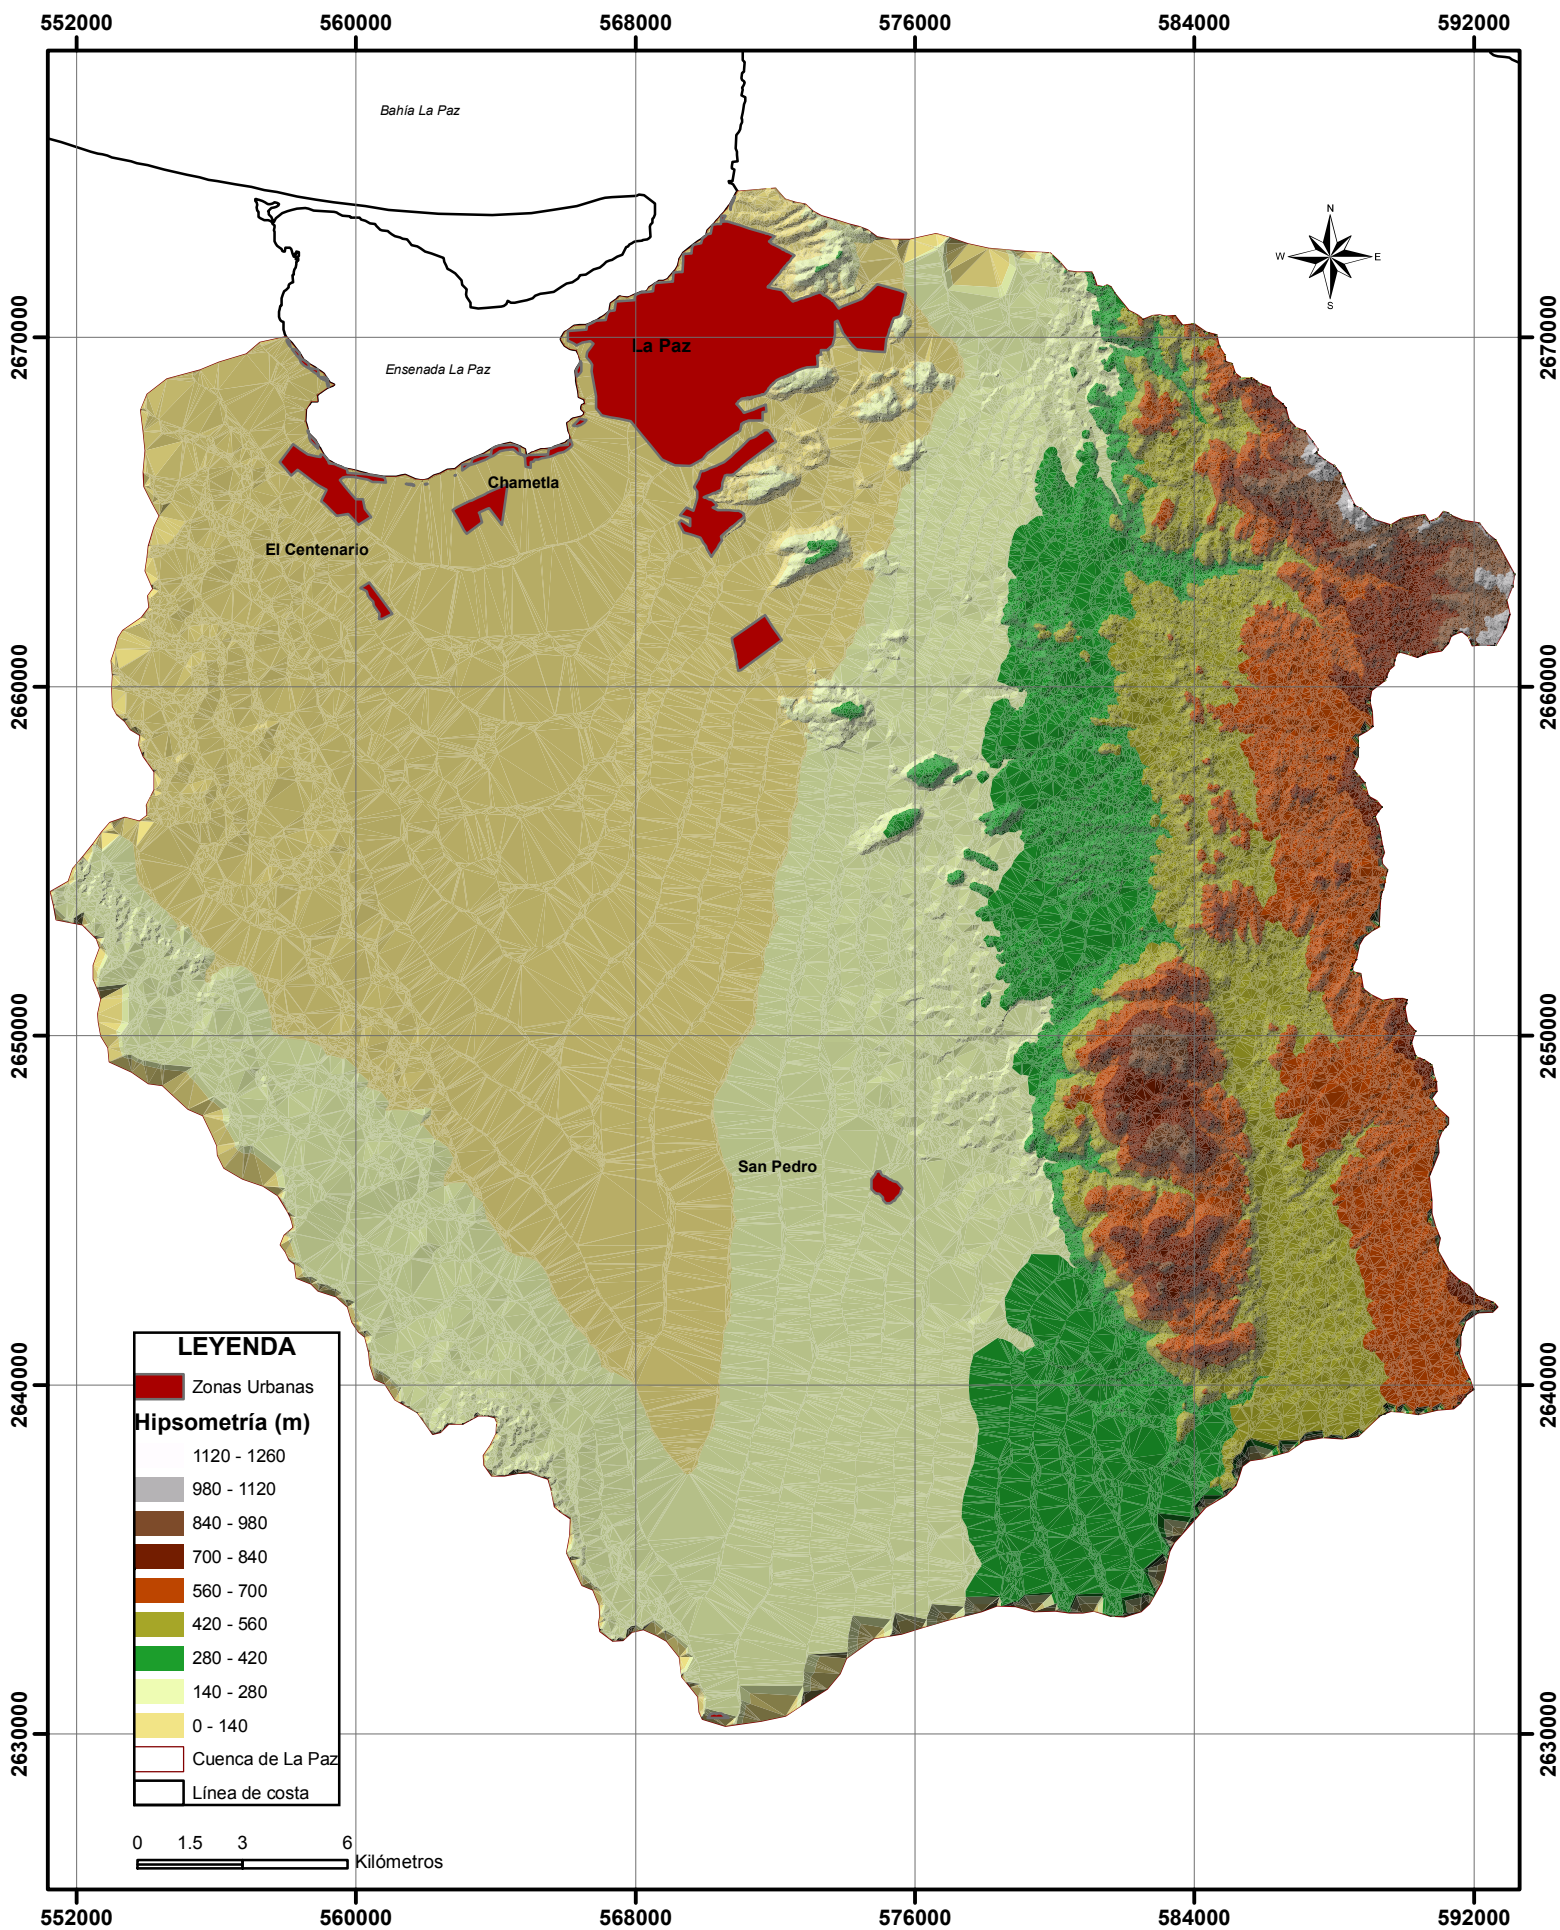 552000 560000 568000 576000 584000 592000
Bahía La Paz
N
W E
S
2670000 2670000
La Paz
Ensenada La Paz
Chametla
El Centenario
2660000 2660000
2650000 2650000
San Pedro
2640000 2640000
LEYENDA
Zonas Urbanas
Hipsometría (m)
1120 - 1260
980 - 1120
840 - 980
700 - 840
560 - 700
420 - 560
280 - 420
140 - 280
0 - 140
Cuenca de La Paz
Línea de costa
2630000 2630000
0 1.5 3 6
Kilómetros
552000 560000 568000 576000 584000 592000